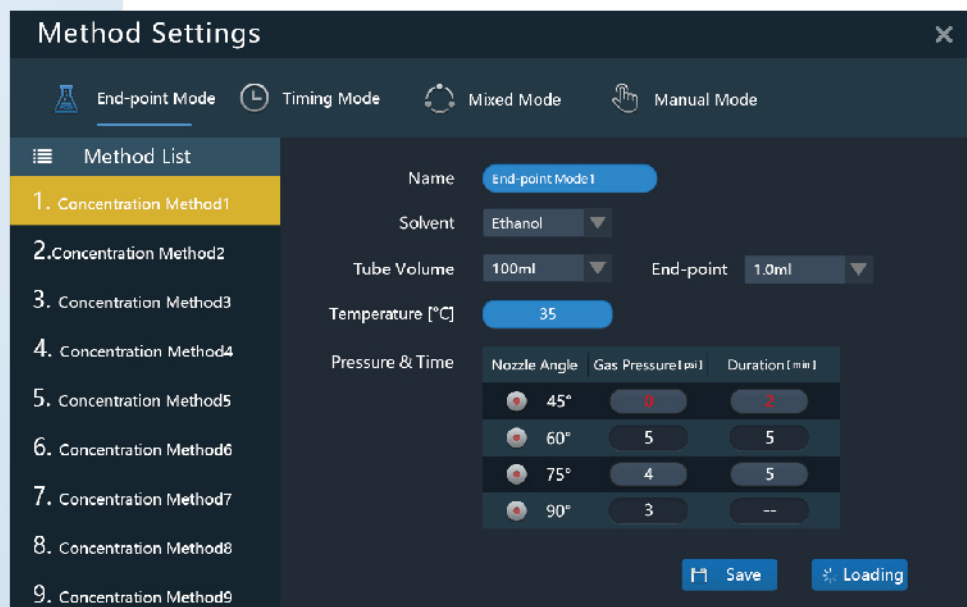 Method Settings
End-point Mode Timing Mode Mixed Mode Manual Mode
Method List
1. Concentration Method1
2.Concentration Method2
3. Concentration Method3
4. Concentration Method4
5. Concentration Method5
6. Concentration Method6
7. Concentration Method7
8. Concentration Method8
9. Concentration Method9
Name End-point Mode1
Solvent Ethanol
Tube Volume 100ml End-point 1.0ml
Temperature [°C] 35
Pressure & Time
Nozzle Angle Gas Pressure[psi] Duration[min]
45° 0 2
60° 5 5
75° 4 5
90° 3 --
Save Loading